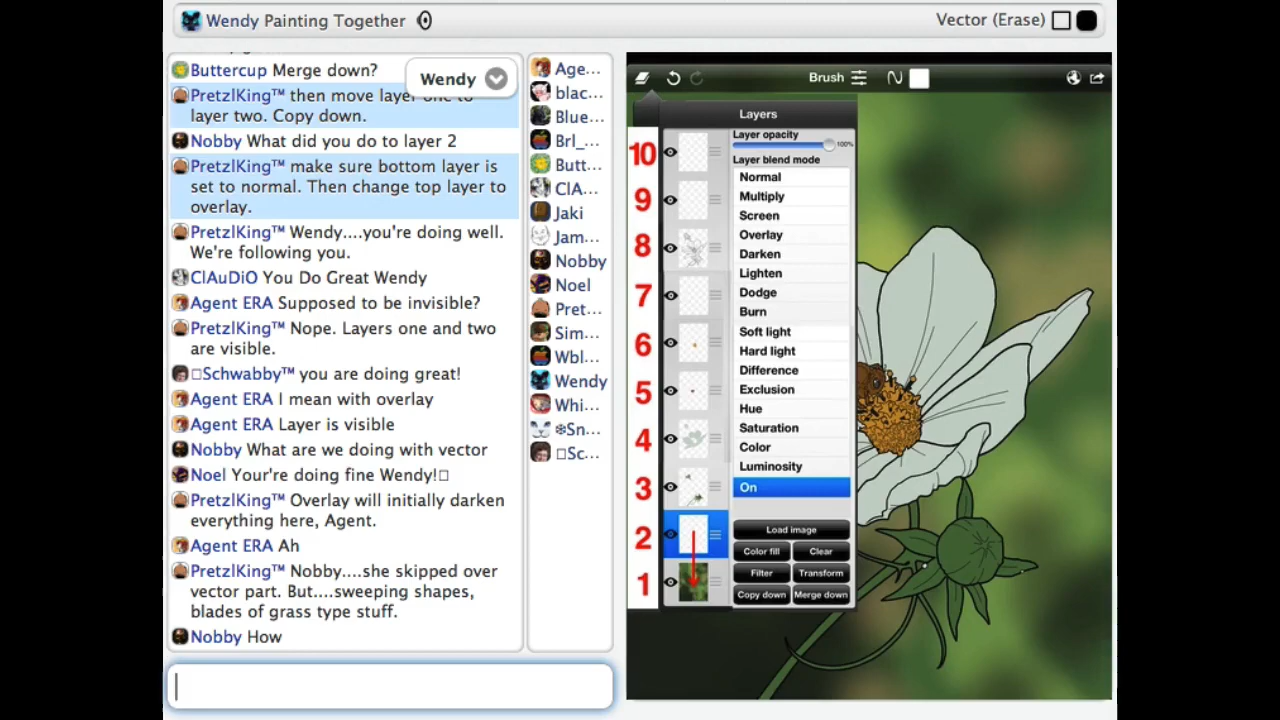 Wendy Painting Together
Vector (Erase)
Buttercup Merge down?
PretzlKing™ then move layer one to
layer two. Copy down.
Nobby What did you do to layer 2
PretzlKing™ make sure bottom layer is
set to normal. Then change top layer to
overlay.
PretzlKing™ Wendy....you're doing well.
We're following you.
ClAuDiO You Do Great Wendy
Agent ERA Supposed to be invisible?
PretzlKing™ Nope. Layers one and two
are visible.
Schwabby™ you are doing great!
Agent ERA I mean with overlay
Agent ERA Layer is visible
Nobby What are we doing with vector
Noel Your're doing fine Wendy!
PretzlKing™ Overlay will initially darken
everything here, Agent.
Agent ERA Ah
PretzlKing™ Nobby....she skipped over
vector part. But....sweeping shapes,
blades of grass type stuff.
Nobby How
Wendy
Age...
blac...
Blue...
Brl_...
Butt...
ClA...
Jaki
Jam...
Nobby
Noel
Pret...
Sim...
Wbl...
Wendy
Whi...
❄Sn...
Sc...
Brush
Layers
10
9
8
7
6
5
4
3
2
1
Layer opacity
100%
Layer blend mode
Normal
Multiply
Screen
Overlay
Darken
Lighten
Dodge
Burn
Soft light
Hard light
Difference
Exclusion
Hue
Saturation
Color
Luminosity
On
Load image
Color fill Clear
Filter Transform
Copy down Merge down